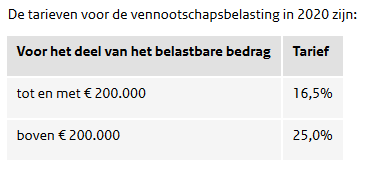 De tarieven voor de vennootschapsbelasting in 2020 zijn:
Voor het deel van het belastbare bedrag Tarief
tot en met € 200.000 16,5%
boven € 200.000 25,0%